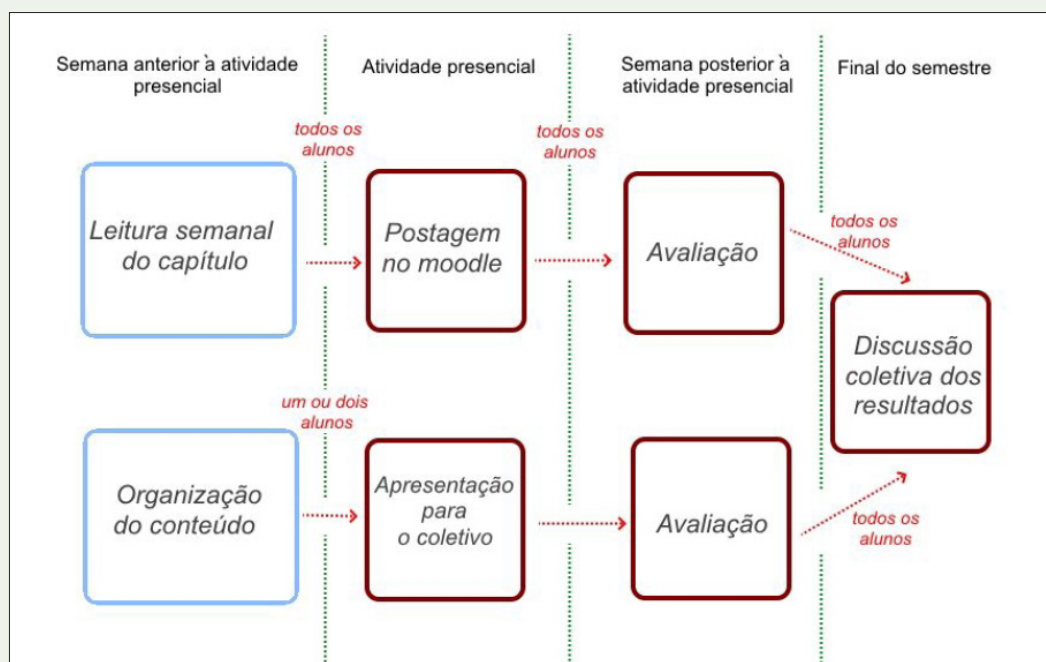 Semana anterior à atividade
presencial
Atividade presencial
Semana posterior à
atividade presencial
Final do semestre
todos os
alunos
todos os
alunos
Leitura semanal
do capítulo
Postagem
no moodle
Avaliação
todos os
alunos
Discussão
coletiva dos
resultados
um ou dois
alunos
Organização
do conteúdo
Apresentação
para
o coletivo
Avaliação
todos os
alunos